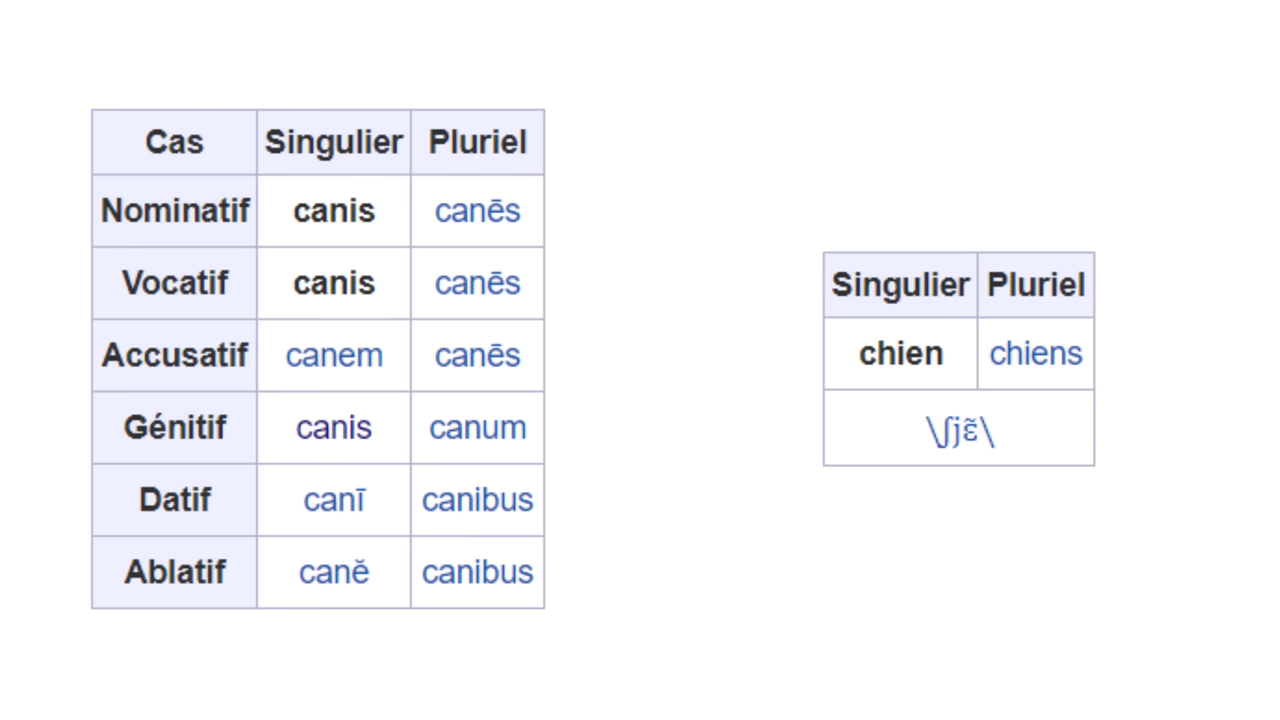 Cas Singulier Pluriel
Nominatif canis canēs
Vocatif canis canēs
Accusatif canem canēs
Génitif canis canum
Datif canī canibus
Ablatif canĕ canibus
Singulier Pluriel
chien chiens
\ʃjɛ̃\